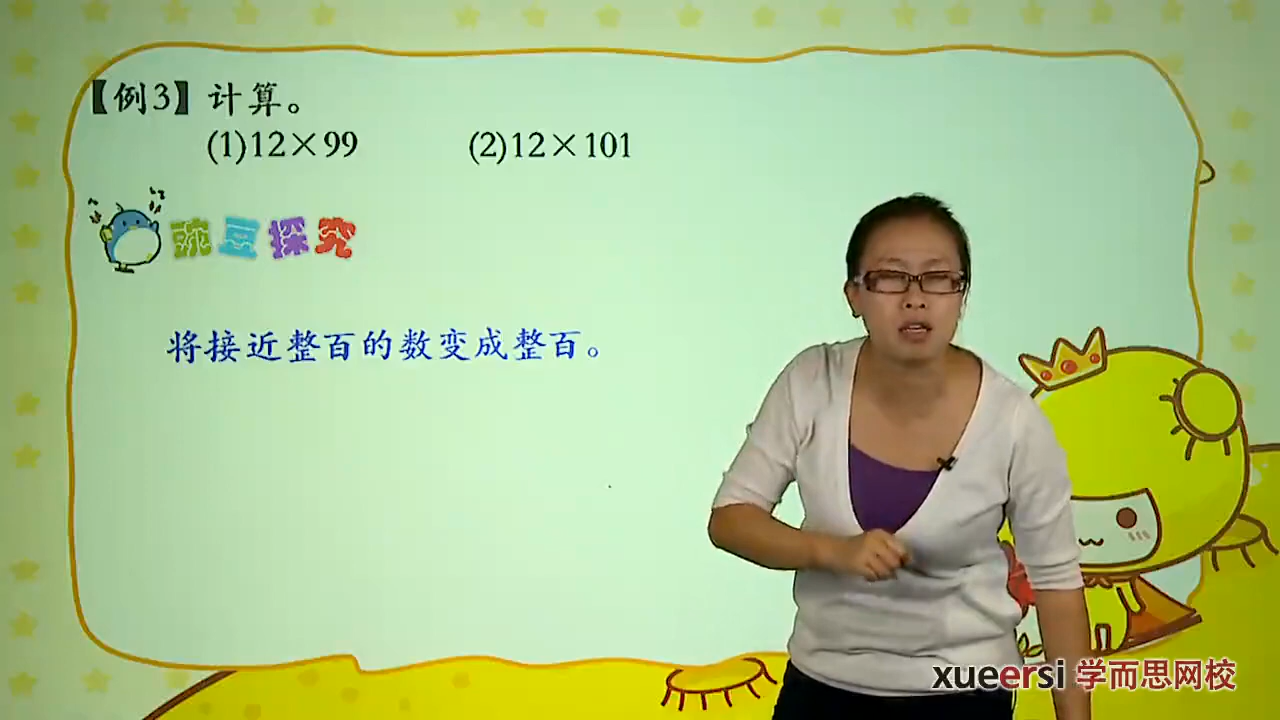 【例3】计算。
(1)12×99 (2)12×101
豌豆探究
将接近整百的数变成整百。
xueersi 学而思网校